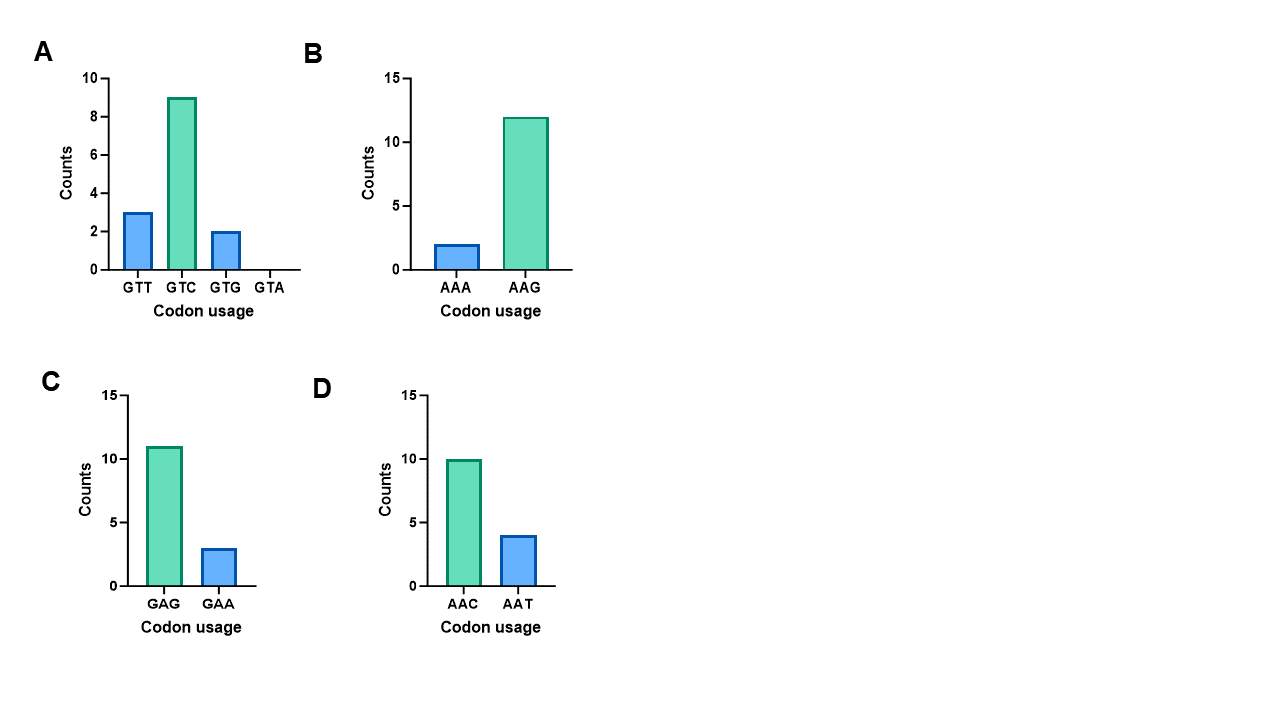 A
B
10
8
6
4
2
0
Counts
GTT GTC GTG GTA
Codon usage
15
10
5
0
Counts
AAA AAG
Codon usage
C
D
15
10
5
0
Counts
GAG GAA
Codon usage
15
10
5
0
Counts
AAC AAT
Codon usage